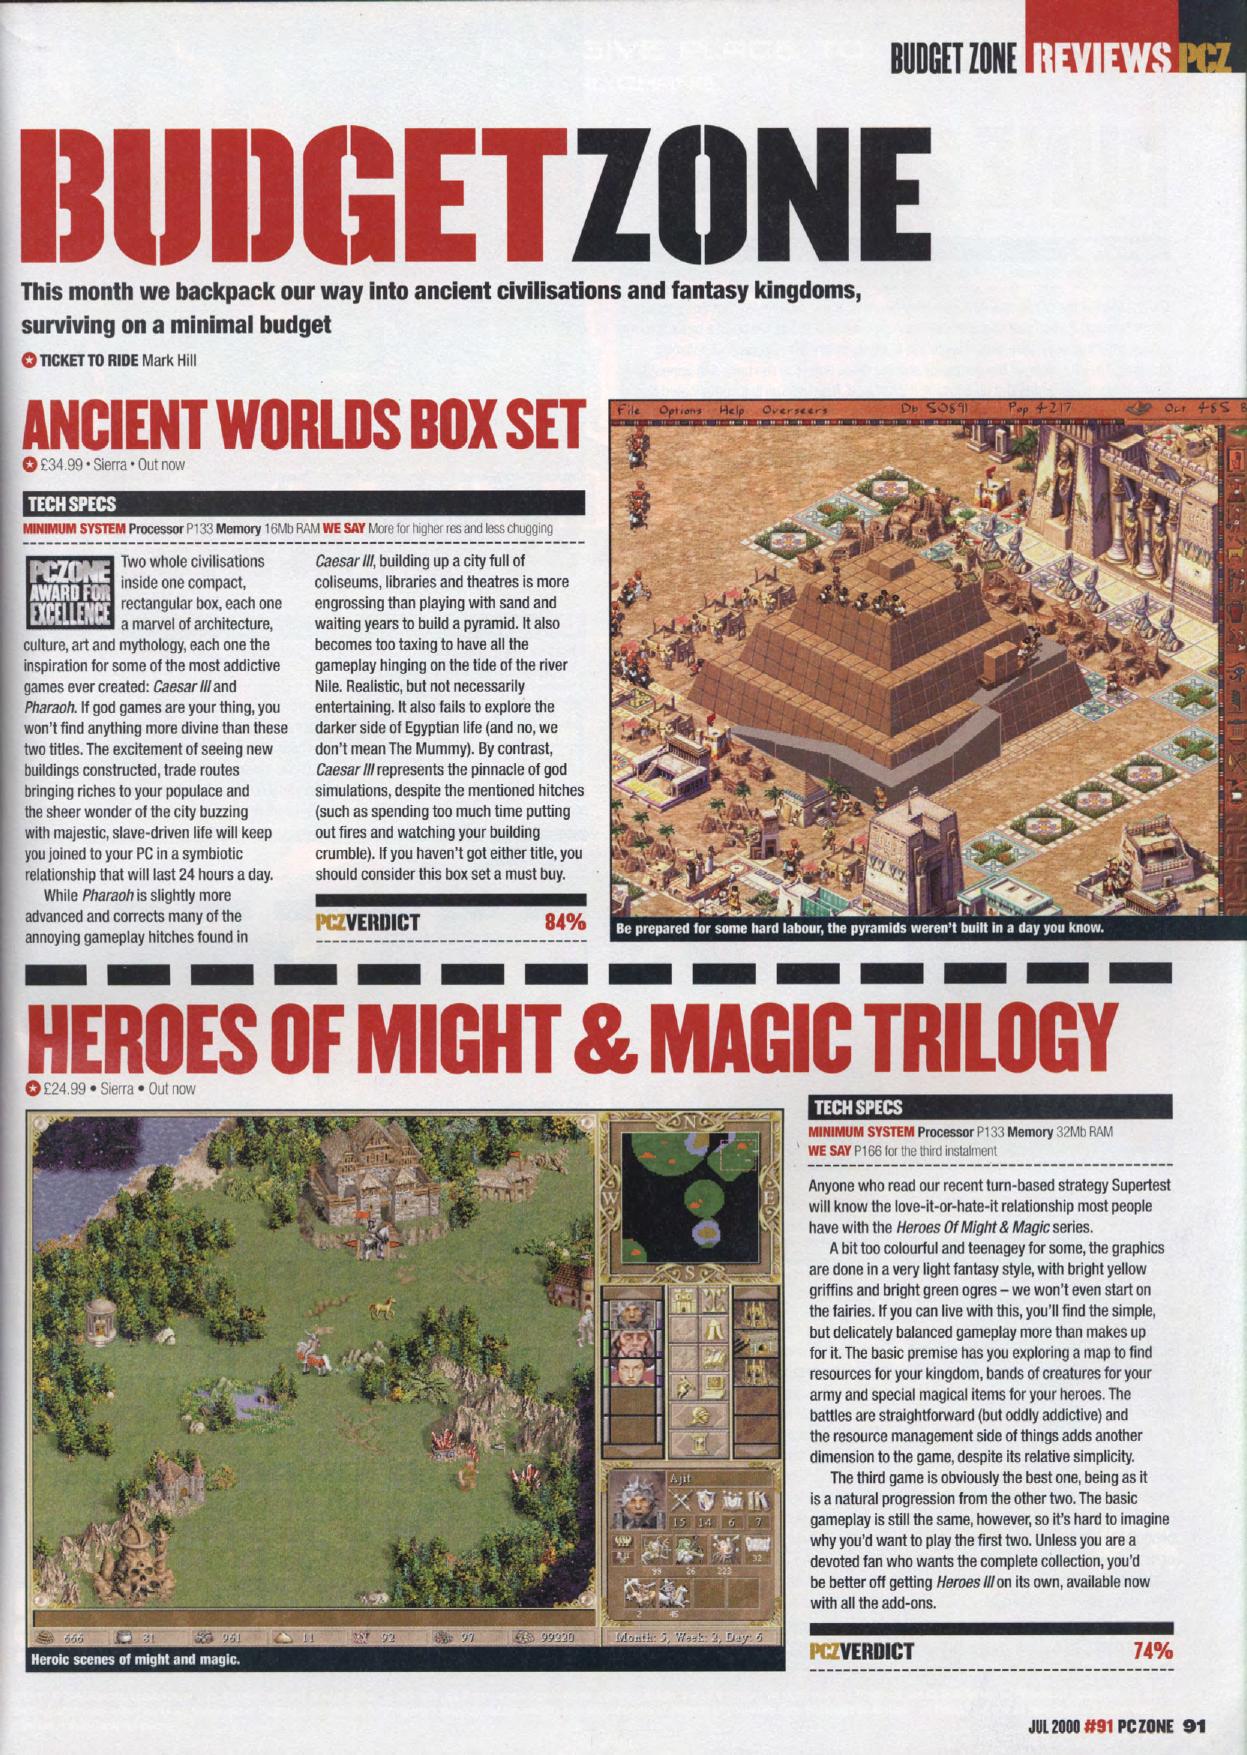 BUDGET ZONE REVIEWS PCZ
BUDGETZONE
This month we backpack our way into ancient civilisations and fantasy kingdoms,
surviving on a minimal budget
TICKET TO RIDE Mark Hill
ANCIENT WORLDS BOX SET
£34.99 • Sierra • Out now
TECH SPECS
MINIMUM SYSTEM Processor P133 Memory 16Mb RAM WE SAY More for higher res and less chugging
PCZONE
AWARD FOR
EXCELLENCE
Two whole civilisations
inside one compact,
rectangular box, each one
a marvel of architecture,
culture, art and mythology, each one the
inspiration for some of the most addictive
games ever created: Caesar III and
Pharaoh. If god games are your thing, you
won't find anything more divine than these
two titles. The excitement of seeing new
buildings constructed, trade routes
bringing riches to your populace and
the sheer wonder of the city buzzing
with majestic, slave-driven life will keep
you joined to your PC in a symbiotic
relationship that will last 24 hours a day.
While Pharaoh is slightly more
advanced and corrects many of the
annoying gameplay hitches found in
Caesar III, building up a city full of
coliseums, libraries and theatres is more
engrossing than playing with sand and
waiting years to build a pyramid. It also
becomes too taxing to have all the
gameplay hinging on the tide of the river
Nile. Realistic, but not necessarily
entertaining. It also fails to explore the
darker side of Egyptian life (and no, we
don't mean The Mummy). By contrast,
Caesar III represents the pinnacle of god
simulations, despite the mentioned hitches
(such as spending too much time putting
out fires and watching your building
crumble). If you haven't got either title, you
should consider this box set a must buy.
PCZVERDICT 84%
File Options Help Overseers Db 50891 Pop 4217 Oct 485 B
Be prepared for some hard labour, the pyramids weren't built in a day you know.
HEROES OF MIGHT & MAGIC TRILOGY
£24.99 • Sierra • Out now
N
W E
S
Ajit
15 14 6 7
32
99 26 223
2 45
666 31 961 11 92 97 99220 Month: 5, Week: 2, Day: 6
Heroic scenes of might and magic.
TECH SPECS
MINIMUM SYSTEM Processor P133 Memory 32Mb RAM
WE SAY P166 for the third instalment
Anyone who read our recent turn-based strategy Supertest
will know the love-it-or-hate-it relationship most people
have with the Heroes Of Might & Magic series.
A bit too colourful and teenagey for some, the graphics
are done in a very light fantasy style, with bright yellow
griffins and bright green ogres – we won't even start on
the fairies. If you can live with this, you'll find the simple,
but delicately balanced gameplay more than makes up
for it. The basic premise has you exploring a map to find
resources for your kingdom, bands of creatures for your
army and special magical items for your heroes. The
battles are straightforward (but oddly addictive) and
the resource management side of things adds another
dimension to the game, despite its relative simplicity.
The third game is obviously the best one, being as it
is a natural progression from the other two. The basic
gameplay is still the same, however, so it's hard to imagine
why you'd want to play the first two. Unless you are a
devoted fan who wants the complete collection, you'd
be better off getting Heroes III on its own, available now
with all the add-ons.
PCZVERDICT 74%
JUL 2000 #91 PCZONE 91